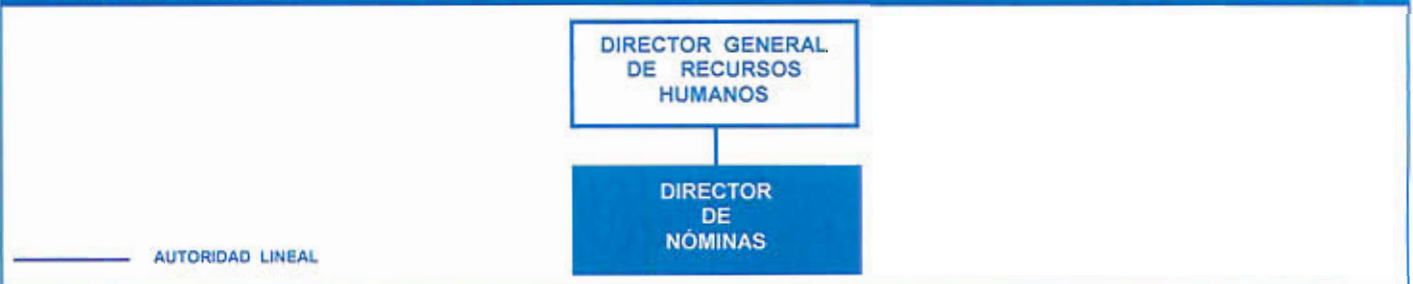 DIRECTOR GENERAL
DE RECURSOS
HUMANOS
DIRECTOR
DE
NÓMINAS
AUTORIDAD LINEAL